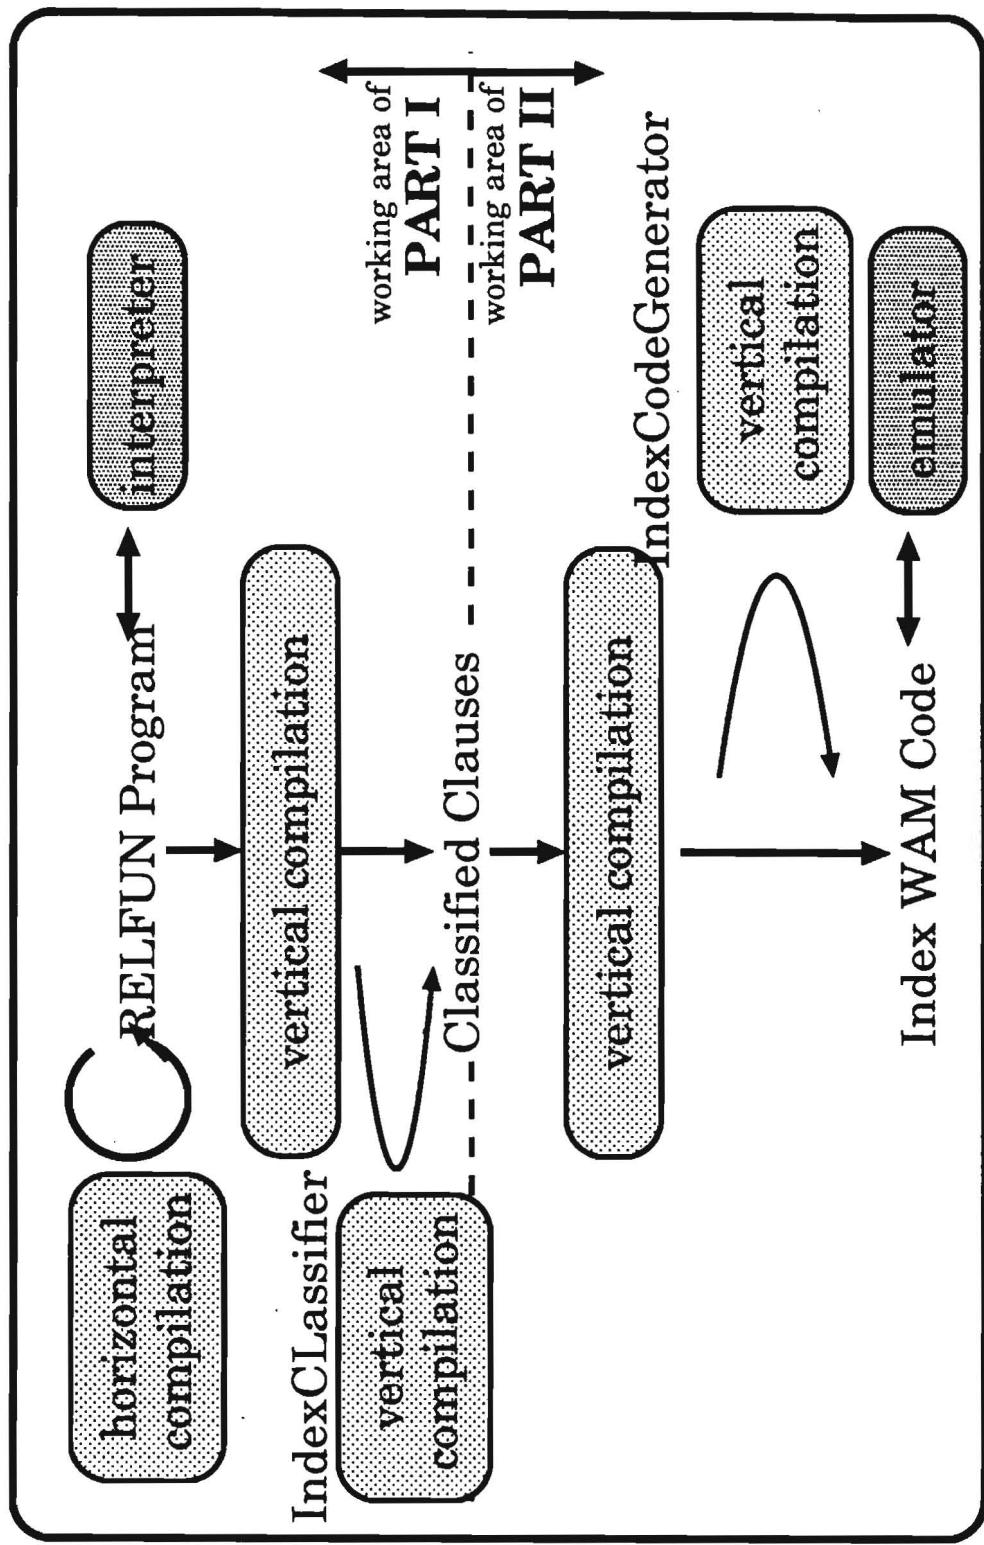 horizontal
compilation
RELFUN Program
interpreter
vertical compilation
IndexCLassifier
vertical
compilation
working area of
PART I
Classified Clauses
working area of
PART II
vertical compilation
IndexCodeGenerator
vertical
compilation
Index WAM Code
emulator